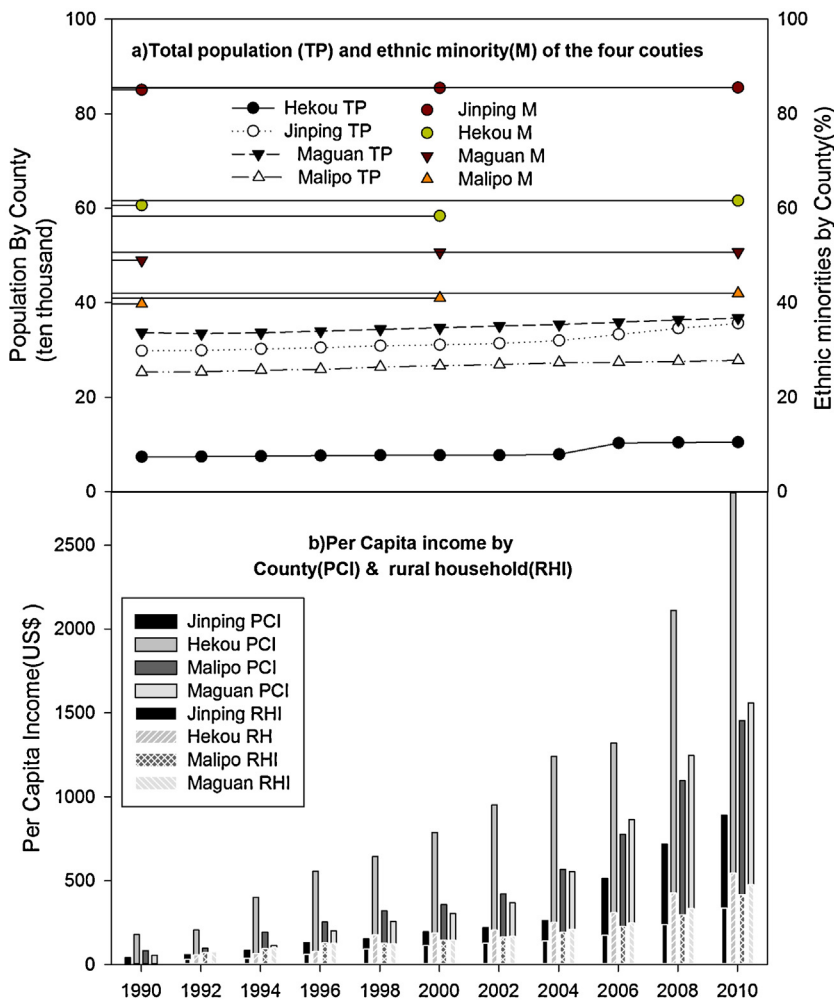 100
100
a)Total population (TP) and ethnic minority(M) of the four couties
80
80
Hekou TP
Jinping M
Jinping TP
Hekou M
Maguan TP
Maguan M
Malipo TP
Malipo M
60
60
Population By County
(ten thousand)
Ethnic minorities by County(%)
40
40
20
20
0
0
b)Per Capita income by
County(PCI) & rural household(RHI)
2500
2000
1500
1000
500
0
Per Capita Income(US$ )
Jinping PCI
Hekou PCI
Malipo PCI
Maguan PCI
Jinping RHI
Hekou RH
Malipo RHI
Maguan RHI
1990 1992 1994 1996 1998 2000 2002 2004 2006 2008 2010